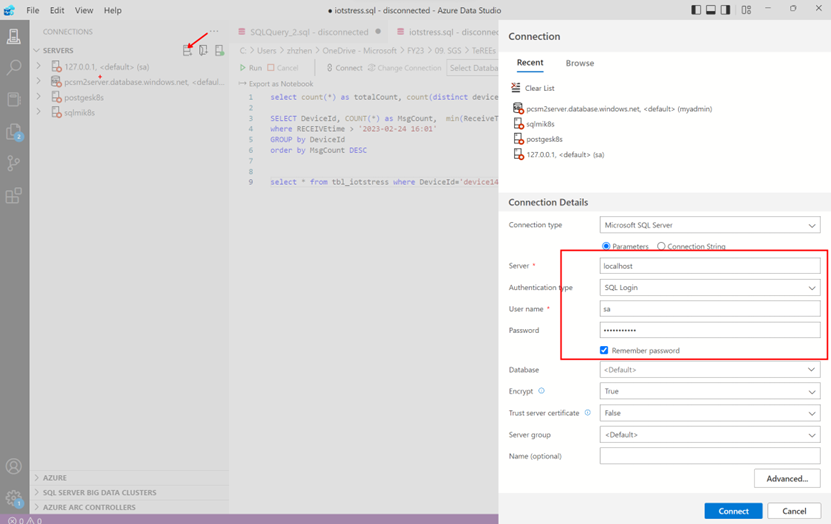 File Edit View Help
● iotstress.sql - disconnected - Azure Data Studio
CONNECTIONS
SERVERS
127.0.0.1, <default> (sa)
pcsm2server.database.windows.net, <defau...
postgesk8s
sqlmik8s
AZURE
SQL SERVER BIG DATA CLUSTERS
AZURE ARC CONTROLLERS
2
1
0 0
SQLQuery_2.sql - disconnected ● iotstress.sql - disconnected
C: > Users > zhzhen > OneDrive - Microsoft > FY23 > 09. SGS > TeREEs >
Run Cancel Connect Change Connection Select Databa
Export as Notebook
1 select count(*) as totalCount, count(distinct device
2
3 SELECT DeviceId, COUNT(*) as MsgCount, min(ReceiveT
4 where RECEIVEtime > '2023-02-24 16:01'
5 GROUP by DeviceId
6 order by MsgCount DESC
7
8
9 select * from tbl_iotstress where DeviceId='device14
Connection
Recent Browse
Clear List
pcsm2server.database.windows.net, <default> (myadmin)
sqlmik8s
postgesk8s
127.0.0.1, <default> (sa)
Connection Details
Connection type Microsoft SQL Server
Parameters Connection String
Server * localhost
Authentication type SQL Login
User name * sa
Password •••••••••••
Remember password
Database <Default>
Encrypt True
Trust server certificate False
Server group <Default>
Name (optional)
Advanced...
Connect Cancel